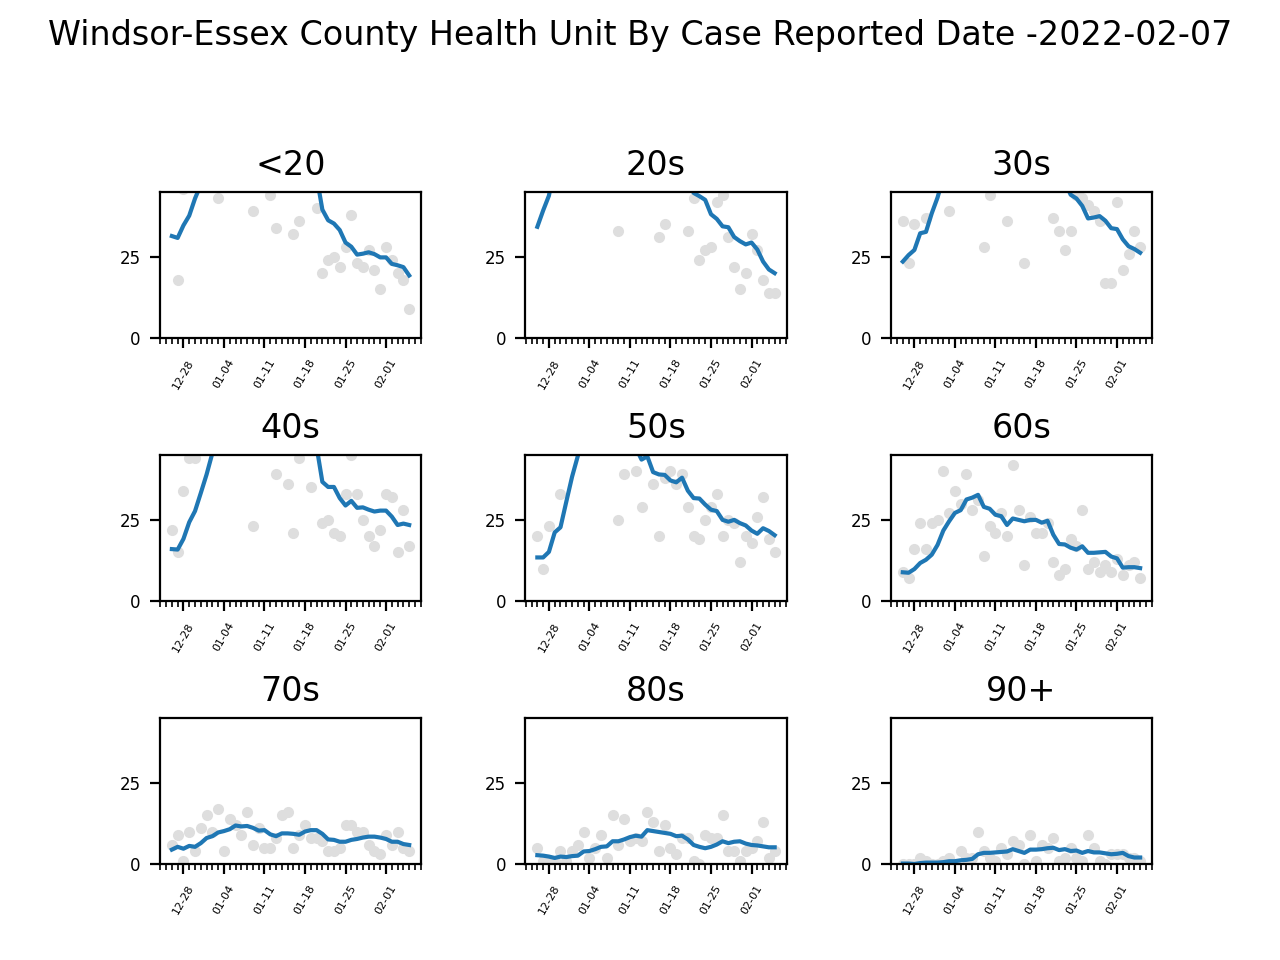 Windsor-Essex County Health Unit By Case Reported Date -2022-02-07
<20 20s 30s
25 25 25
0 0 0
12-28 01-04 01-11 01-18 01-25 02-01 12-28 01-04 01-11 01-18 01-25 02-01 12-28 01-04 01-11 01-18 01-25 02-01
40s 50s 60s
25 25 25
0 0 0
12-28 01-04 01-11 01-18 01-25 02-01 12-28 01-04 01-11 01-18 01-25 02-01 12-28 01-04 01-11 01-18 01-25 02-01
70s 80s 90+
25 25 25
0 0 0
12-28 01-04 01-11 01-18 01-25 02-01 12-28 01-04 01-11 01-18 01-25 02-01 12-28 01-04 01-11 01-18 01-25 02-01